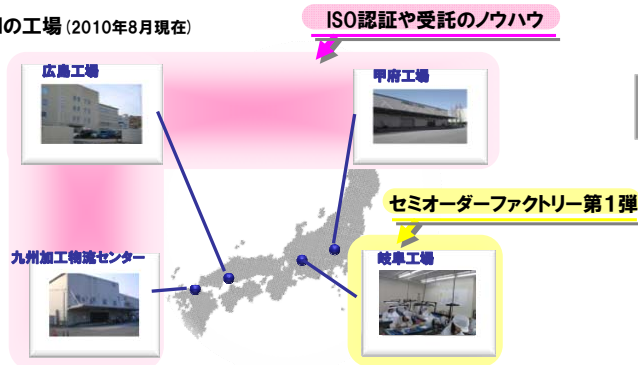 の工場(2010年8月現在)
ISO認証や受託のノウハウ
広島工場
甲府工場
セミオーダーファクトリー第1弾
九州加工物流センター
岐阜工場